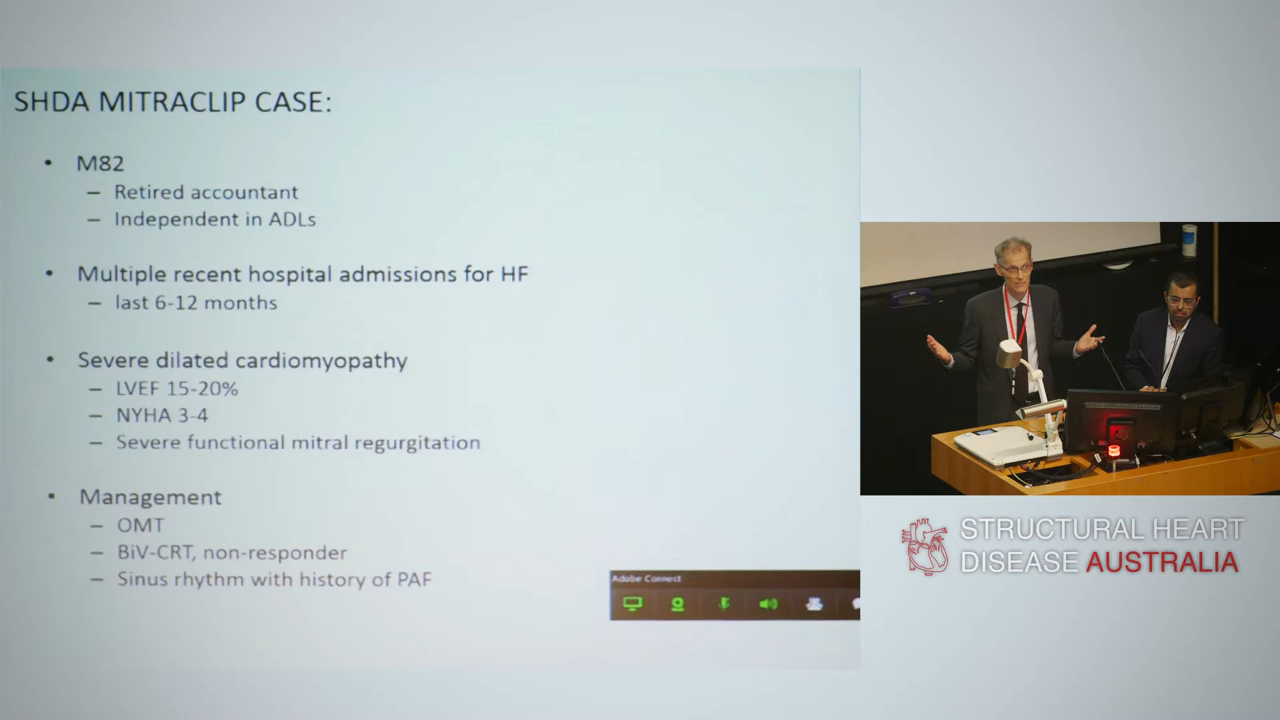 SHDA MITRACLIP CASE:
• M82
– Retired accountant
– Independent in ADLs
• Multiple recent hospital admissions for HF
– last 6-12 months
• Severe dilated cardiomyopathy
– LVEF 15-20%
– NYHA 3-4
– Severe functional mitral regurgitation
• Management
– OMT
– BiV-CRT, non-responder
– Sinus rhythm with history of PAF
Adobe Connect
STRUCTURAL HEART
DISEASE AUSTRALIA